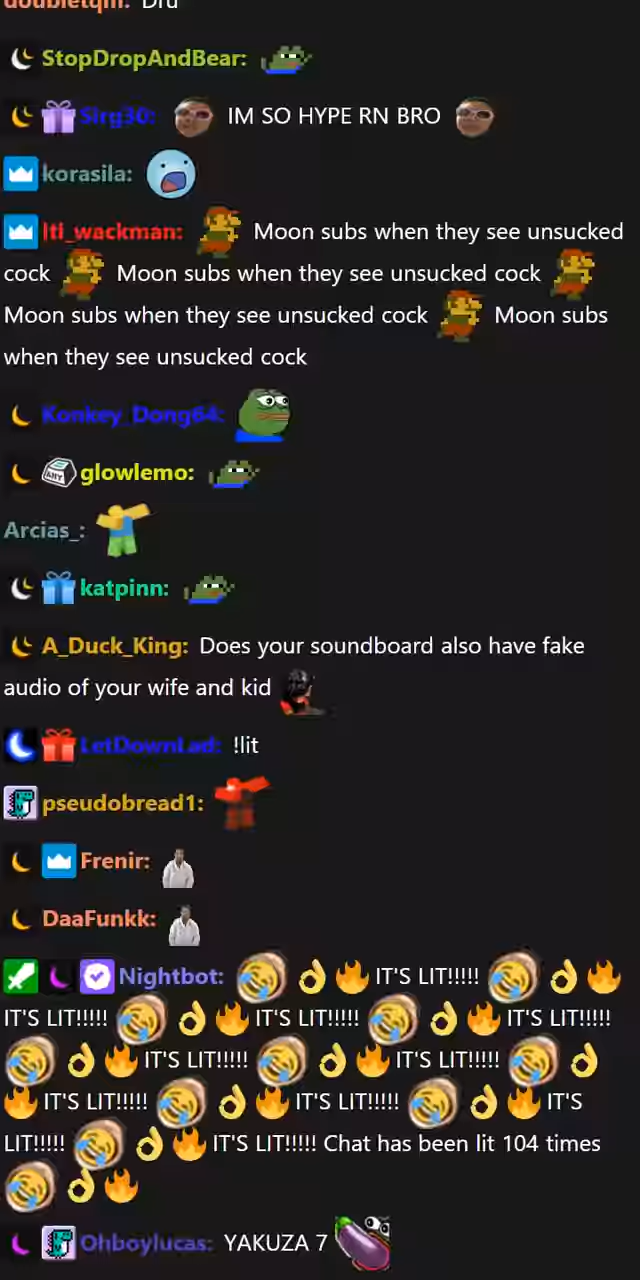 doubletqm: Dru
StopDropAndBear:
Sirg30: IM SO HYPE RN BRO
korasila:
ltl_wackman: Moon subs when they see unsucked
cock Moon subs when they see unsucked cock
Moon subs when they see unsucked cock Moon subs
when they see unsucked cock
Konkey_Dong64:
ANY glowlemo:
Arcias_:
katpinn:
A_Duck_King: Does your soundboard also have fake
audio of your wife and kid
LetDownLad: !lit
pseudobread1:
Frenir:
DaaFunkk:
Nightbot: 😂 👌 🔥 IT'S LIT!!!!! 😂 👌 🔥
IT'S LIT!!!!! 😂 👌 🔥 IT'S LIT!!!!! 😂 👌 🔥 IT'S LIT!!!!!
😂 👌 🔥 IT'S LIT!!!!! 😂 👌 🔥 IT'S LIT!!!!! 😂 👌
🔥 IT'S LIT!!!!! 😂 👌 🔥 IT'S LIT!!!!! 😂 👌 🔥 IT'S
LIT!!!!! 😂 👌 🔥 IT'S LIT!!!!! Chat has been lit 104 times
😂 👌 🔥
Ohboylucas: YAKUZA 7